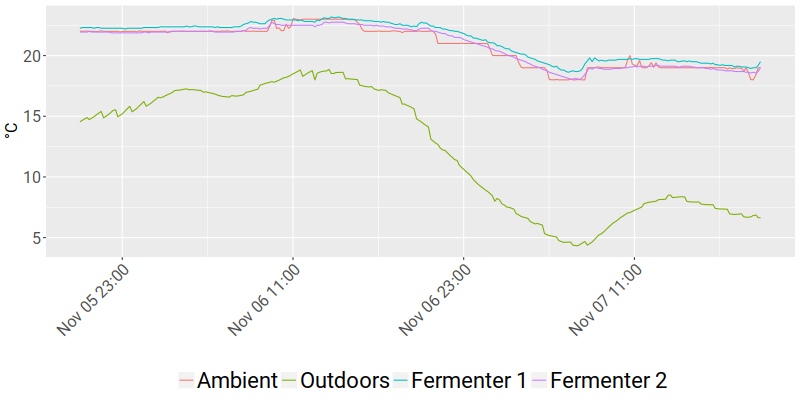 20
15
10
5
°C
Nov 05 23:00
Nov 06 11:00
Nov 06 23:00
Nov 07 11:00
Ambient Outdoors Fermenter 1 Fermenter 2